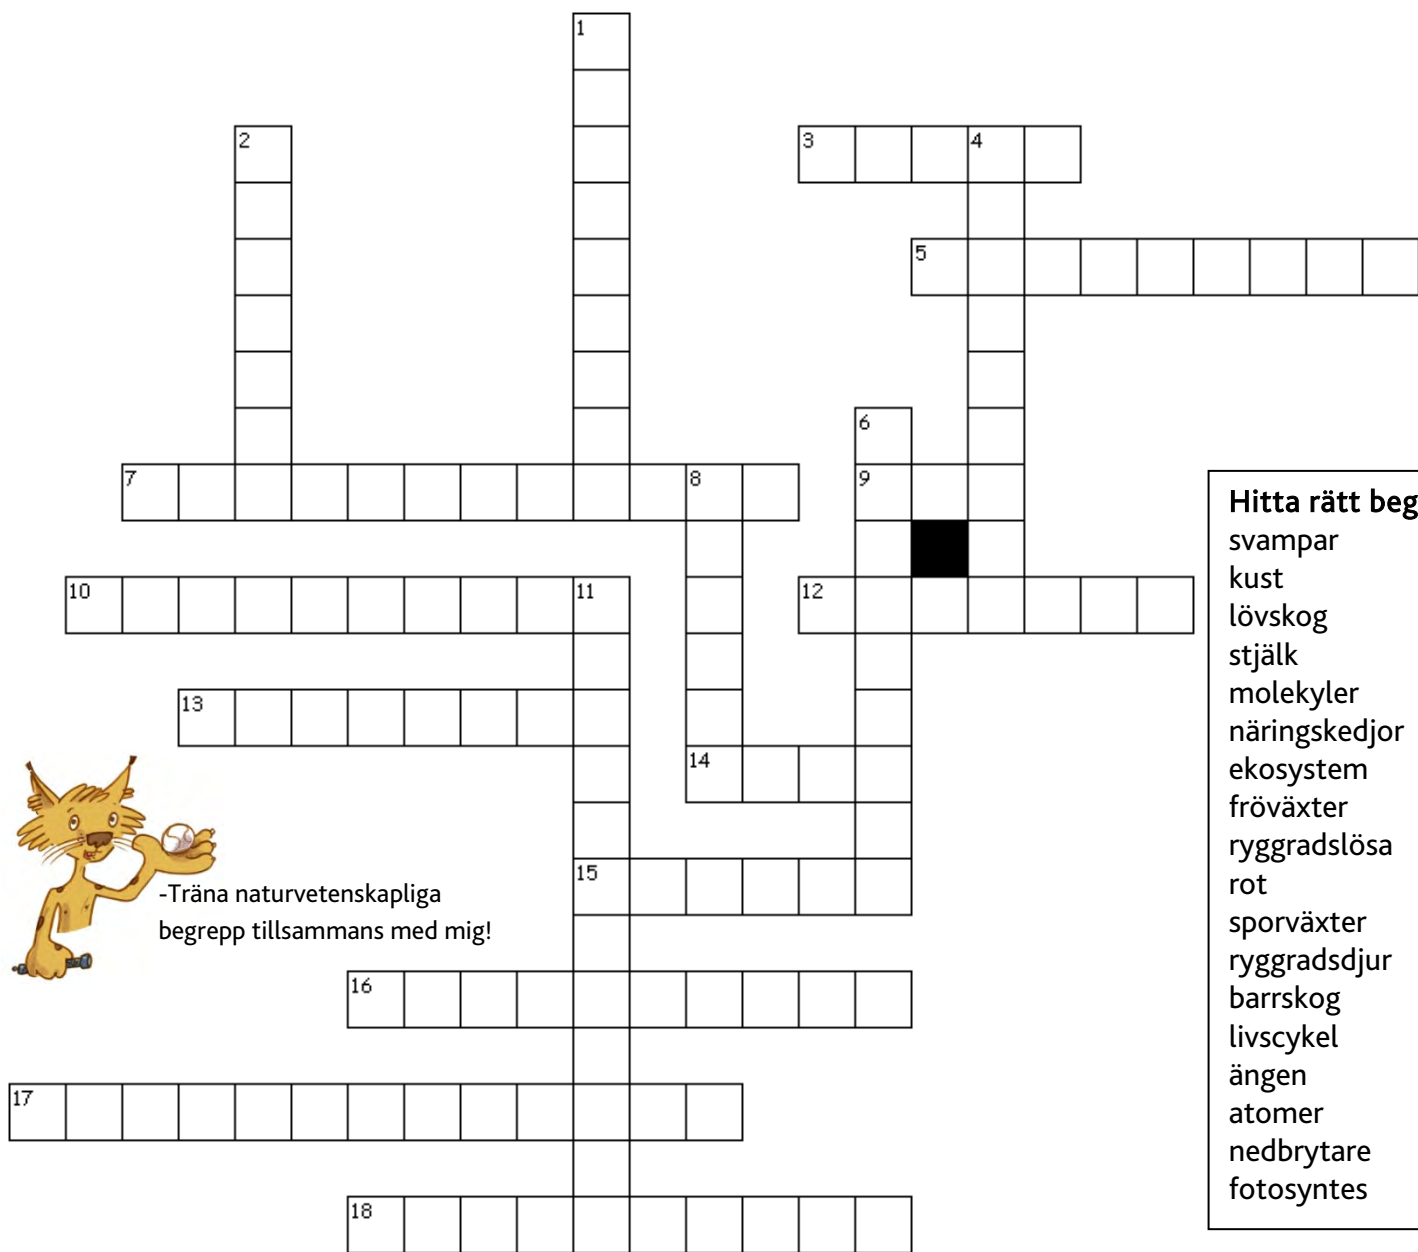 1
2
3
4
5
6
7
8
9
10
11
12
13
14
15
16
17
18
-Träna naturvetenskapliga
begrepp tillsammans med mig!
Hitta rätt beg
svampar
kust
lövskog
stjälk
molekyler
näringskedjor
ekosystem
fröväxter
ryggradslösa
rot
sporväxter
ryggradsdjur
barrskog
livscykel
ängen
atomer
nedbrytare
fotosyntes